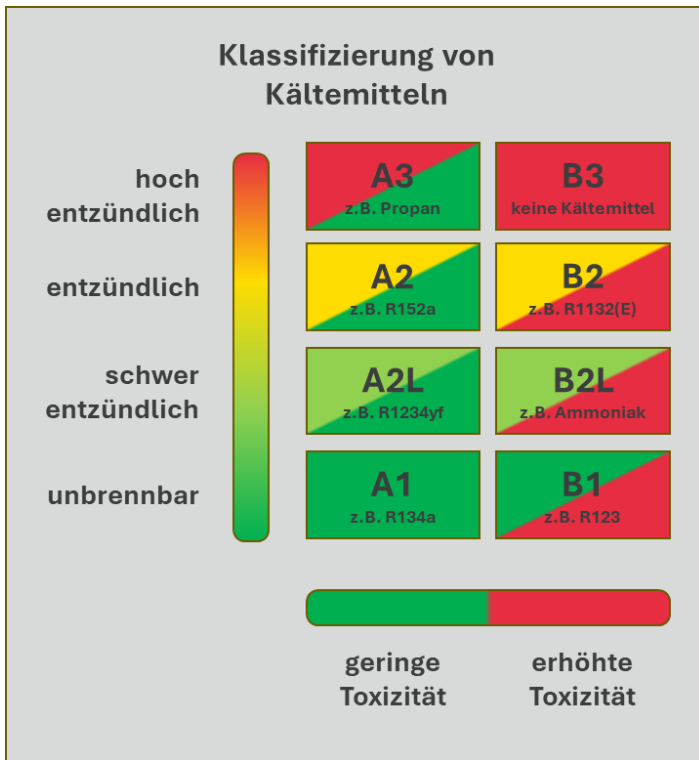 Klassifizierung von
Kältemitteln
hoch
entzündlich
A3
z.B. Propan
B3
keine Kältemittel
entzündlich
A2
z.B. R152a
B2
z.B. R1132(E)
schwer
entzündlich
A2L
z.B. R1234yf
B2L
z.B. Ammoniak
unbrennbar
A1
z.B. R134a
B1
z.B. R123
geringe
Toxizität
erhöhte
Toxizität